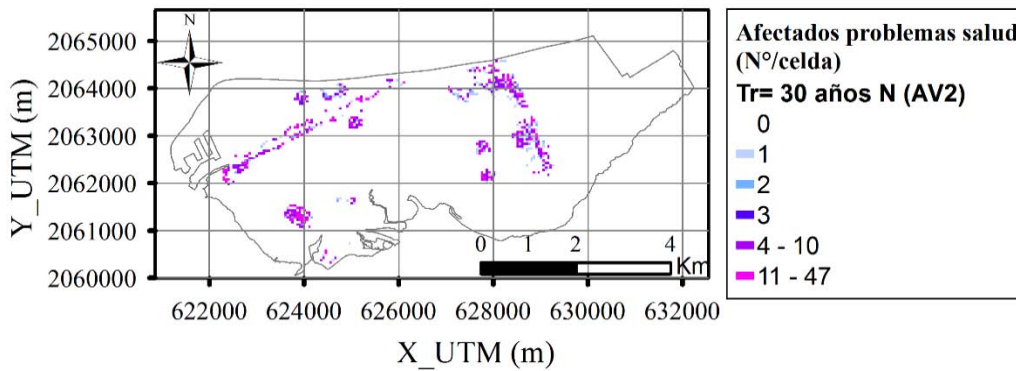 N
2065000
2064000
2063000
2062000
2061000
2060000
Y_UTM (m)
0 1 2 4
Km
622000 624000 626000 628000 630000 632000
X_UTM (m)
Afectados problemas salud
(N°/celda)
Tr= 30 años N (AV2)
0
1
2
3
4 - 10
11 - 47